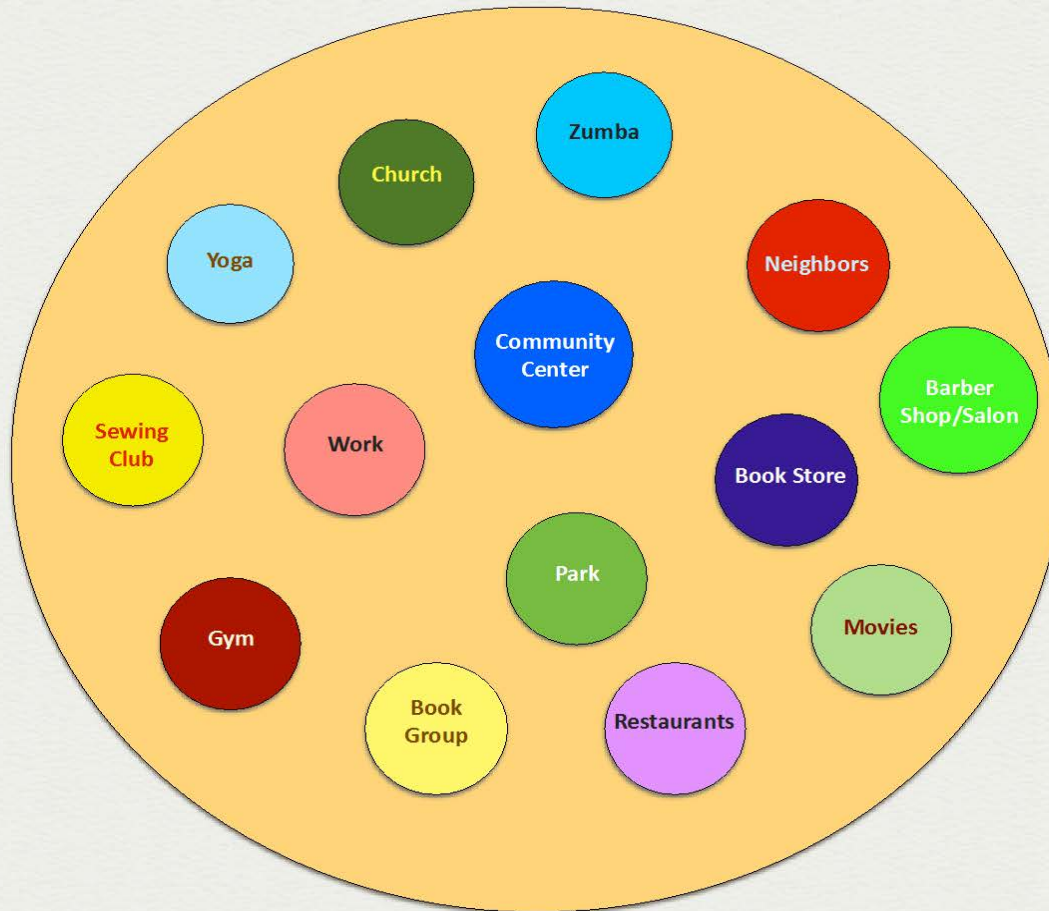 Zumba
Church
Yoga
Neighbors
Community
Center
Barber
Shop/Salon
Sewing
Club
Work
Book Store
Park
Movies
Gym
Book
Group
Restaurants